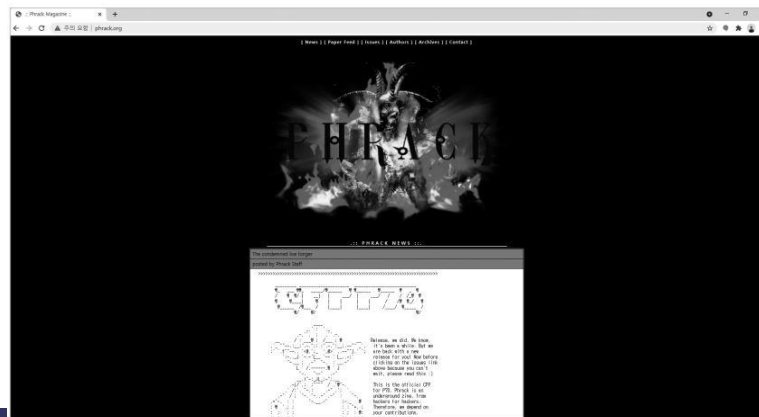 .:: Phrack Magazine ::.
주의 요함 | phrack.org
[ News ] [ Paper Feed ] [ Issues ] [ Authors ] [ Archives ] [ Contact ]
PHRACK
.:: PHRACK NEWS ::.
The condemned live longer
posted by Phrack Staff
Release, we did. We know,
it's been a while. But we
are back with a new
release for you! Now before
clicking on the issues link
above because you can't
wait, please read this :)
This is the official CFP
for P70. Phrack is an
underground zine, from
hackers for hackers.
Therefore, we depend on
your contributions.